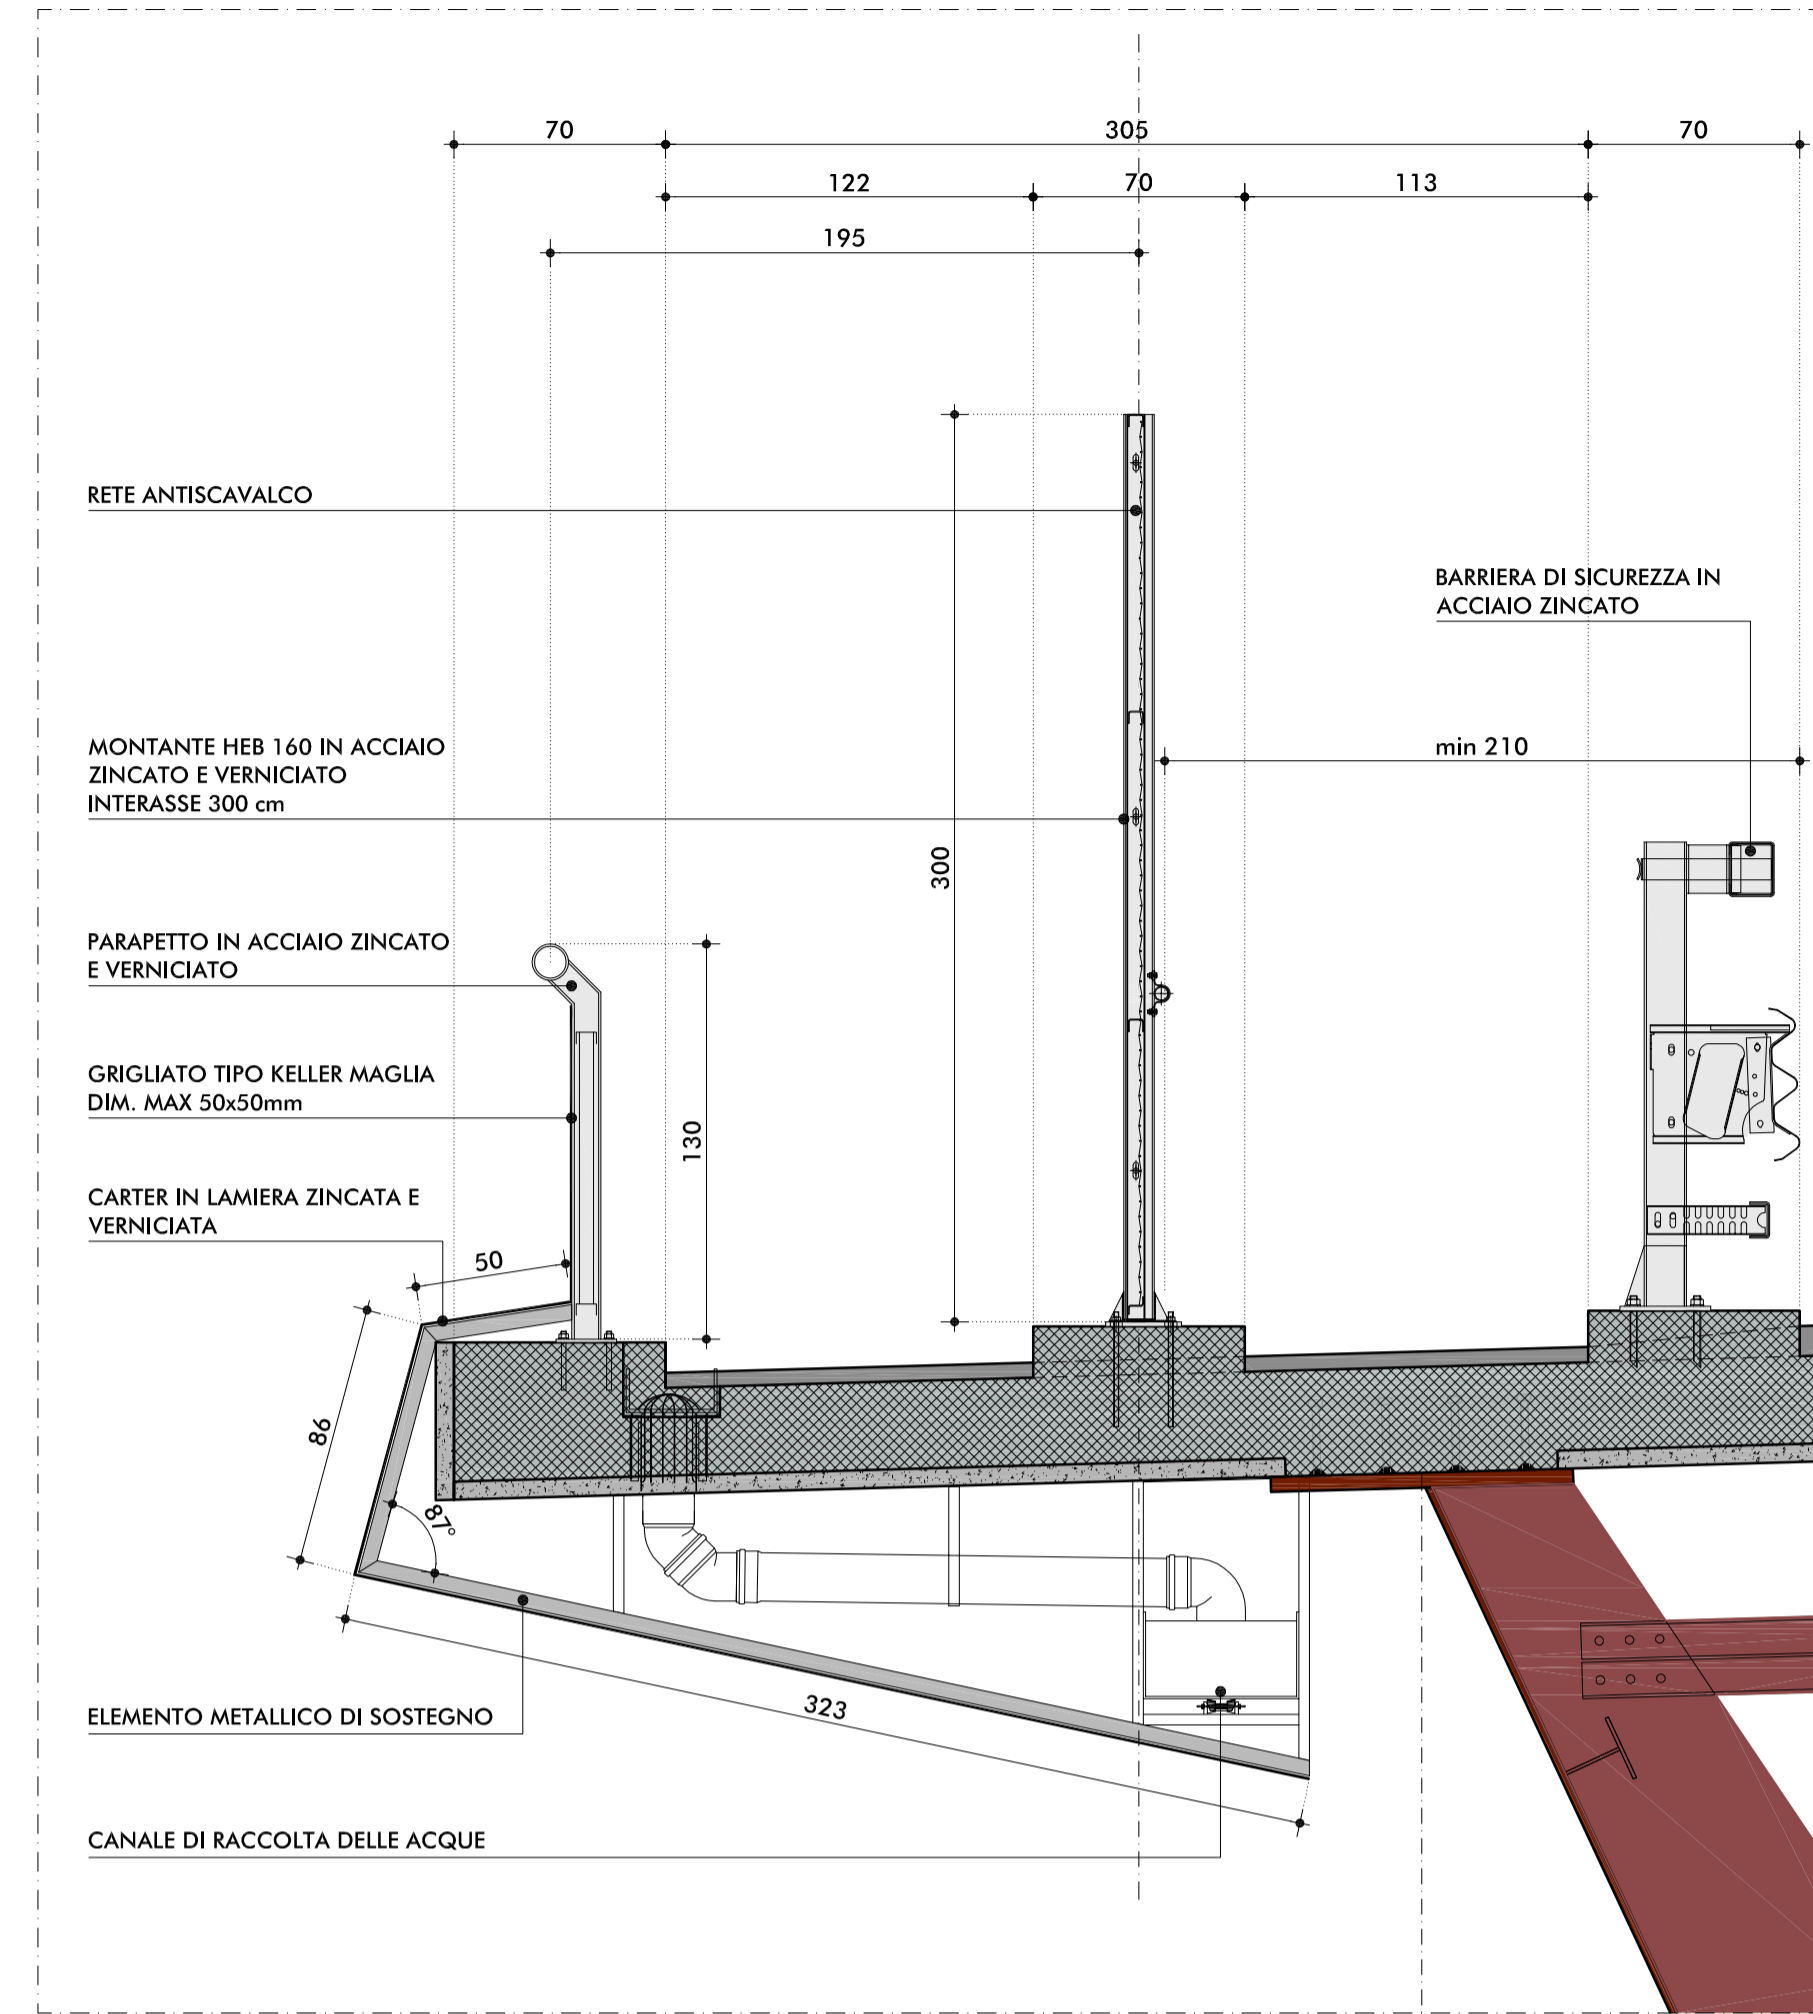 70
305
70
122
70
113
195
RETE ANTISCAVALCO
BARRIERA DI SICUREZZA IN
ACCIAIO ZINCATO
MONTANTE HEB 160 IN ACCIAIO
ZINCATO E VERNICIATO
INTERASSE 300 cm
min 210
300
PARAPETTO IN ACCIAIO ZINCATO
E VERNICIATO
GRIGLIATO TIPO KELLER MAGLIA
DIM. MAX 50x50mm
130
CARTER IN LAMIERA ZINCATA E
VERNICIATA
50
86
87°
323
ELEMENTO METALLICO DI SOSTEGNO
CANALE DI RACCOLTA DELLE ACQUE